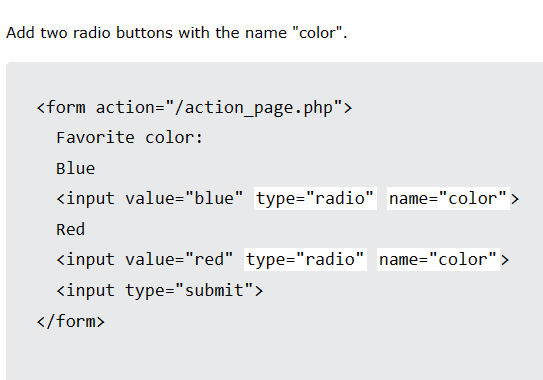 Add two radio buttons with the name "color".
<form action="/action_page.php">
Favorite color:
Blue
<input value="blue" type="radio" name="color">
Red
<input value="red" type="radio" name="color">
<input type="submit">
</form>